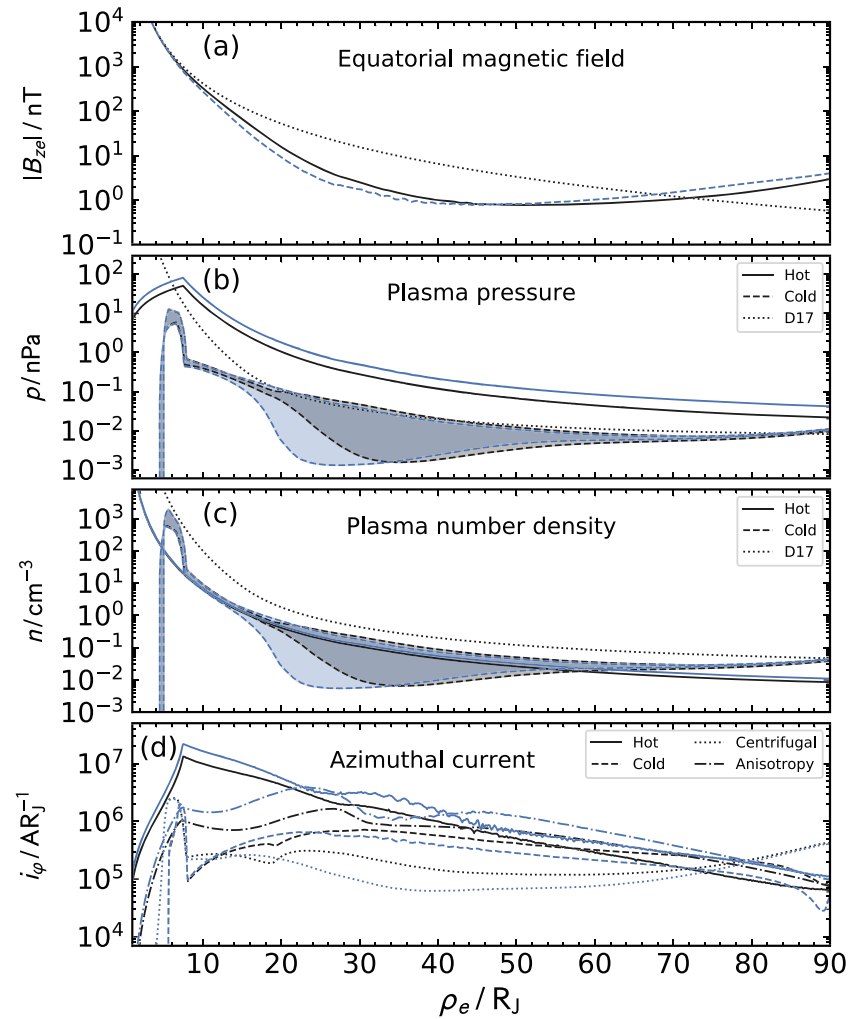 (a) Equatorial magnetic field
|B_{ze}| / nT
10^4
10^3
10^2
10^1
10^0
10^{-1}
(b) Plasma pressure
p / nPa
10^2
10^1
10^0
10^{-1}
10^{-2}
10^{-3}
Hot
Cold
D17
(c) Plasma number density
n / cm^{-3}
10^3
10^2
10^1
10^0
10^{-1}
10^{-2}
10^{-3}
Hot
Cold
D17
(d) Azimuthal current
i_φ / AR_J^{-1}
10^7
10^6
10^5
10^4
Hot
Cold
Centrifugal
Anisotropy
10 20 30 40 50 60 70 80 90
ρ_e / R_J